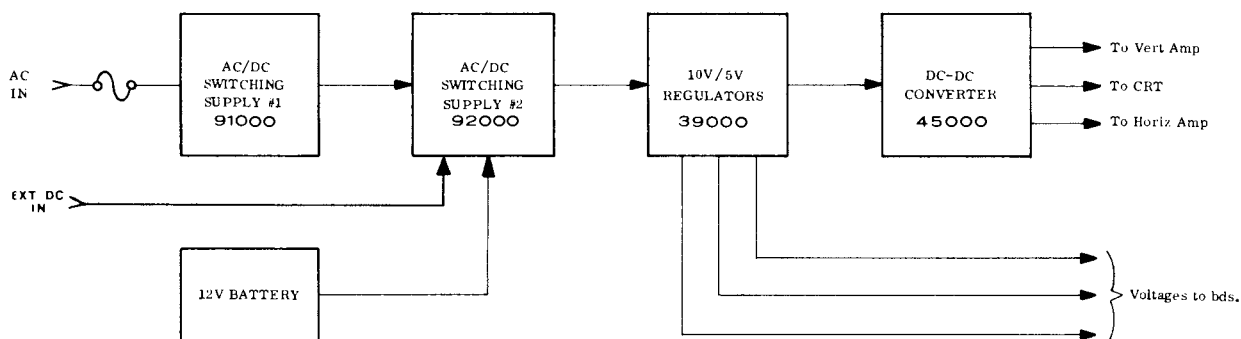 AC
IN
AC/DC
SWITCHING
SUPPLY #1
91000
AC/DC
SWITCHING
SUPPLY #2
92000
10V/5V
REGULATORS
39000
DC-DC
CONVERTER
45000
To Vert Amp
To CRT
To Horiz Amp
EXT DC
IN
12V BATTERY
Voltages to bds.